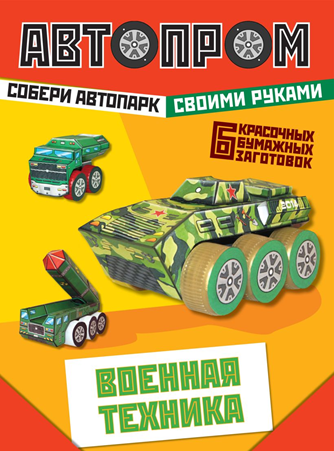 АВТОПРОМ
СОБЕРИ АВТОПАРК СВОИМИ РУКАМИ
6 КРАСОЧНЫХ
БУМАЖНЫХ
ЗАГОТОВОК
ВОЕННАЯ
ТЕХНИКА